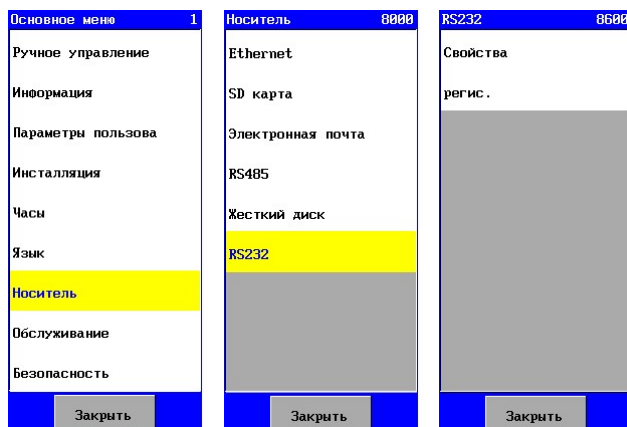 Основное меню 1
Ручное управление
Информация
Параметры пользова
Инсталляция
Часы
Язык
Носитель
Обслуживание
Безопасность
Закрыть
Носитель 8000
Ethernet
SD карта
Электронная почта
RS485
Жесткий диск
RS232
Закрыть
RS232 8600
Свойства
регис.
Закрыть